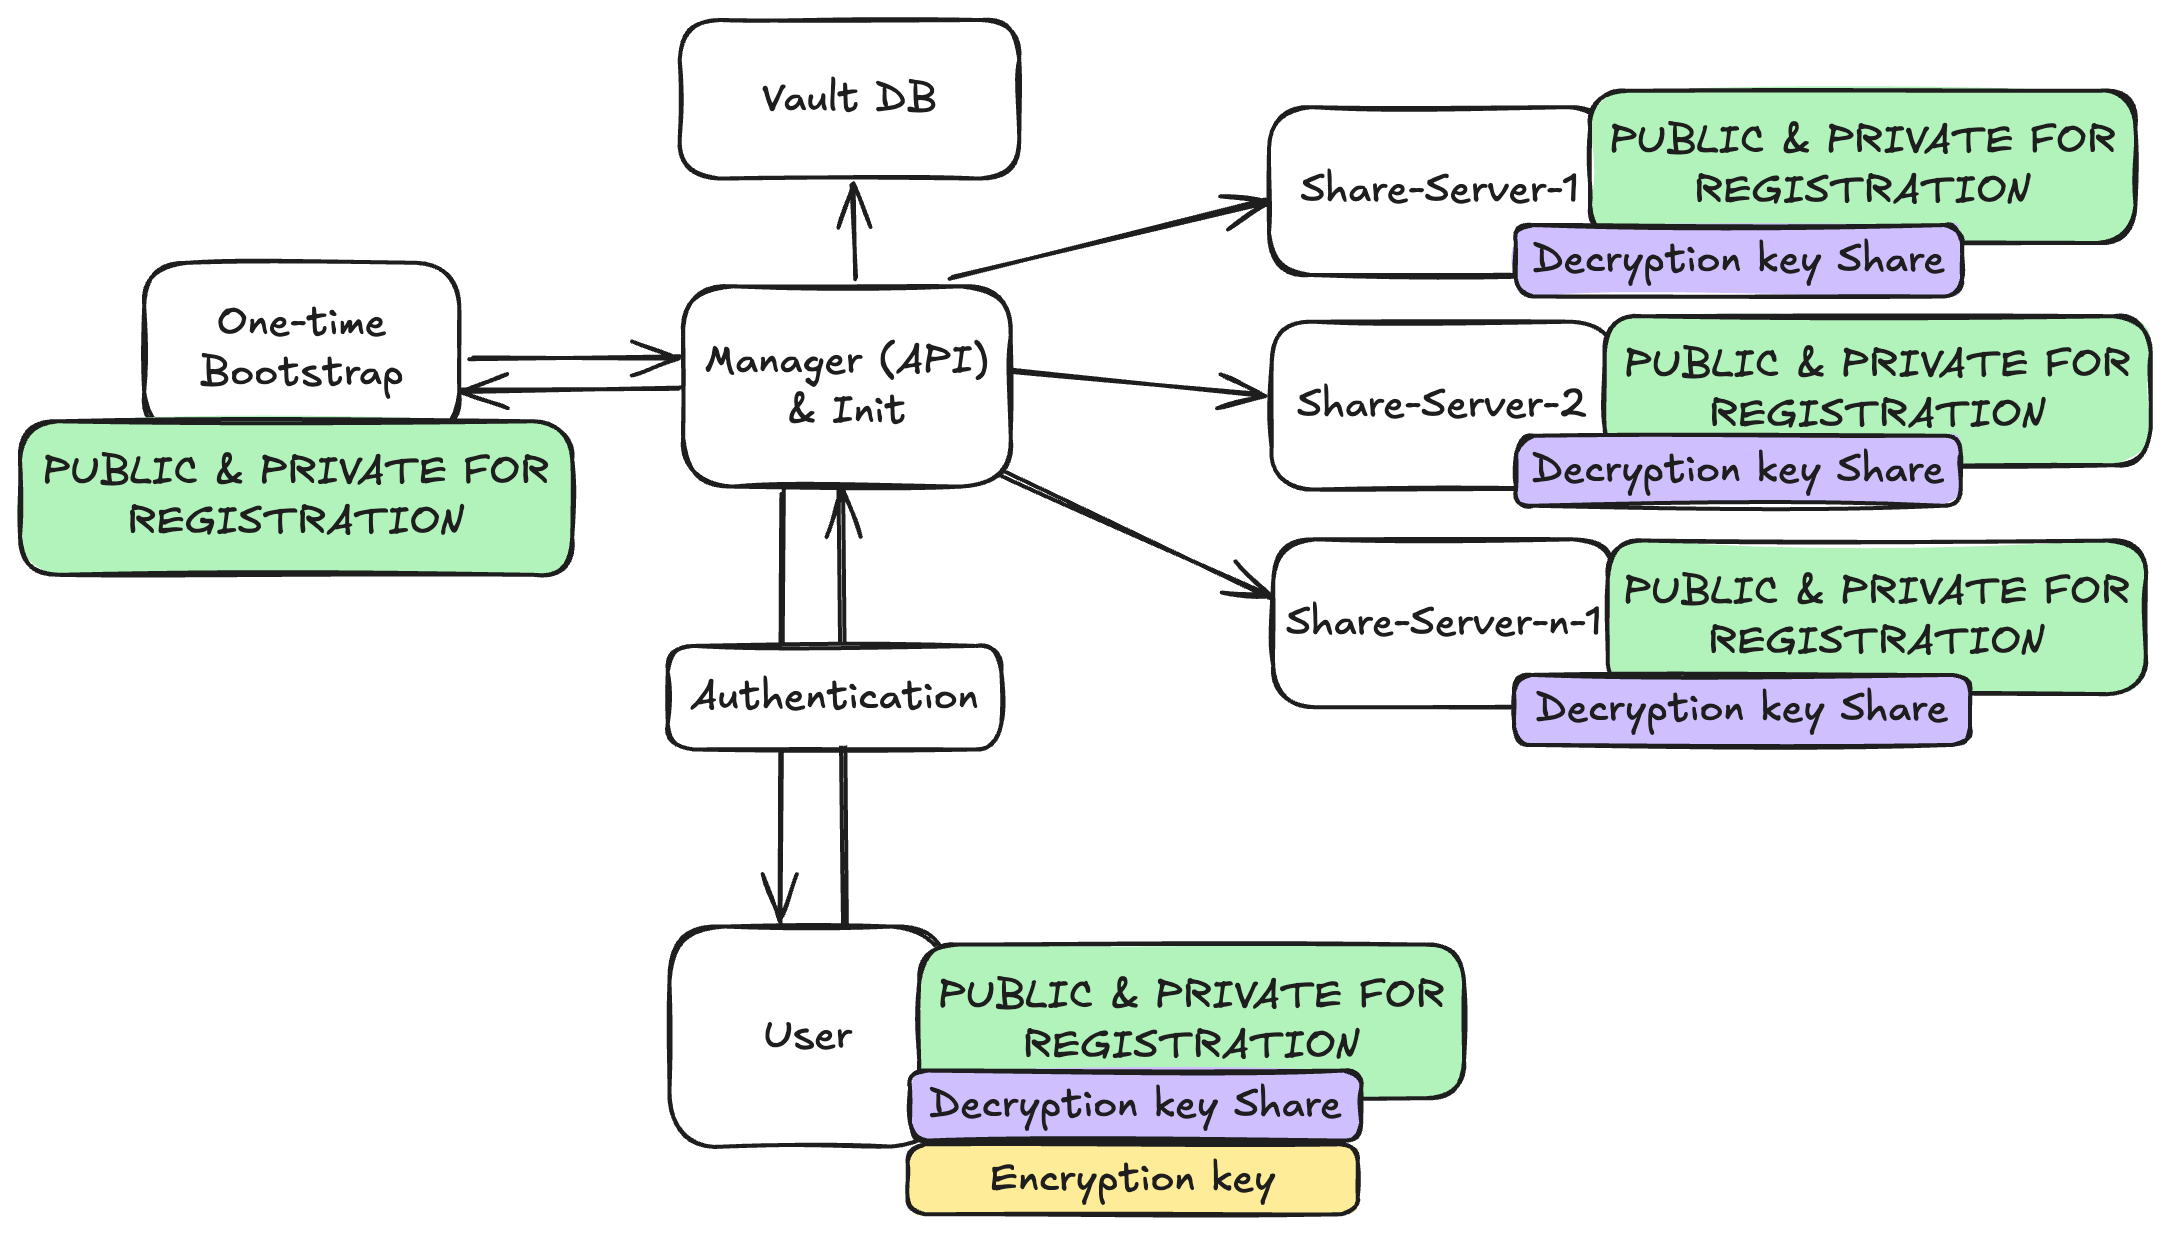 Vault DB
PUBLIC & PRIVATE FOR
REGISTRATION
Share-Server-1
Decryption key Share
One-time
Bootstrap
PUBLIC & PRIVATE FOR
REGISTRATION
Manager (API)
& Init
PUBLIC & PRIVATE FOR
REGISTRATION
Share-Server-2
Decryption key Share
PUBLIC & PRIVATE FOR
REGISTRATION
Share-Server-n-1
Decryption key Share
Authentication
User
PUBLIC & PRIVATE FOR
REGISTRATION
Decryption key Share
Encryption key